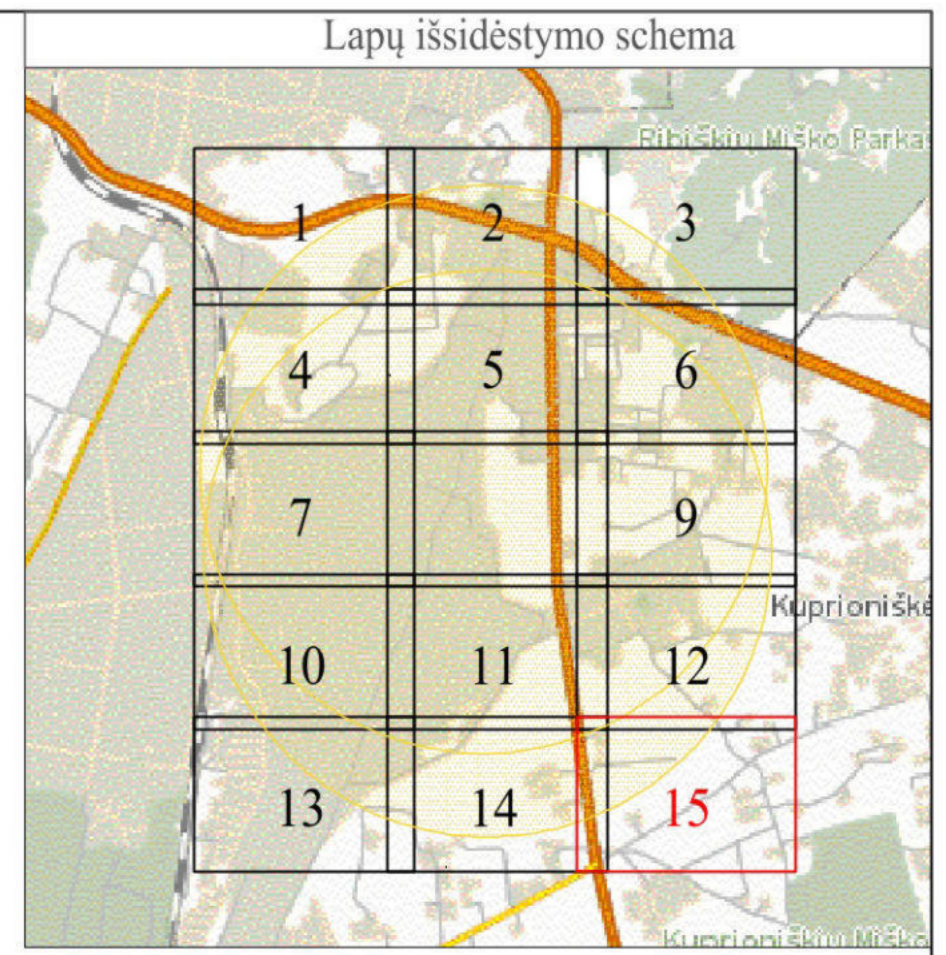 Lapų išsidėstymo schema
Ribiškių Miško Parkas
1 2 3
4 5 6
7 9
Kuprionišk
10 11 12
13 14 15
Kuprioniškių Miško